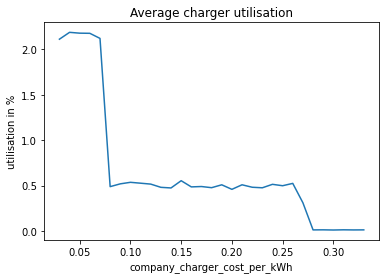 Average charger utilisation
utilisation in %
2.0
1.5
1.0
0.5
0.0
0.05 0.10 0.15 0.20 0.25 0.30
company_charger_cost_per_kWh